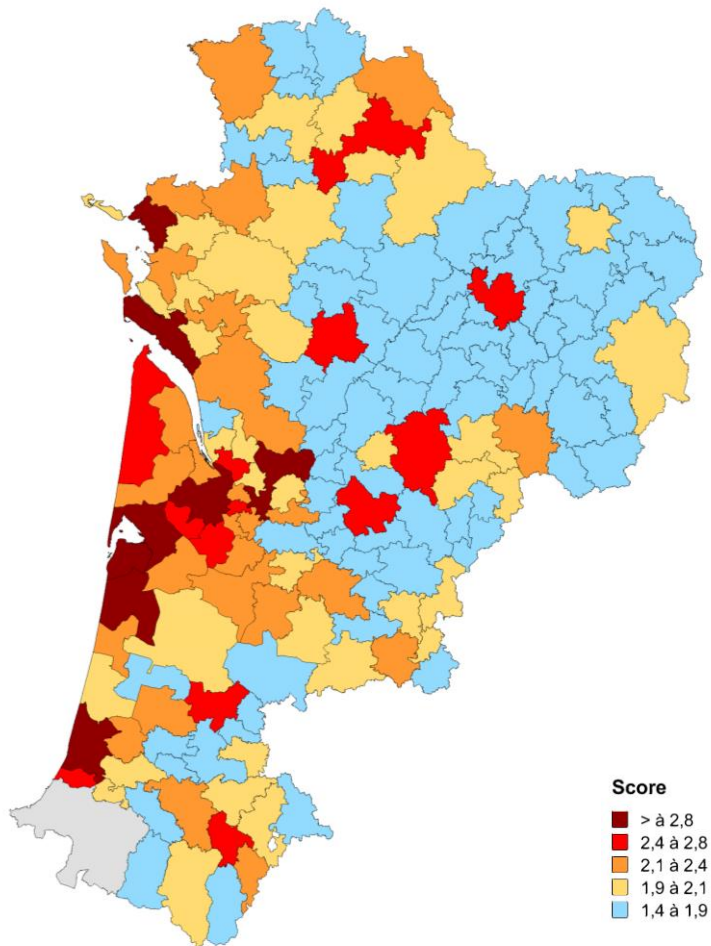 Score
> à 2,8
2,4 à 2,8
2,1 à 2,4
1,9 à 2,1
1,4 à 1,9